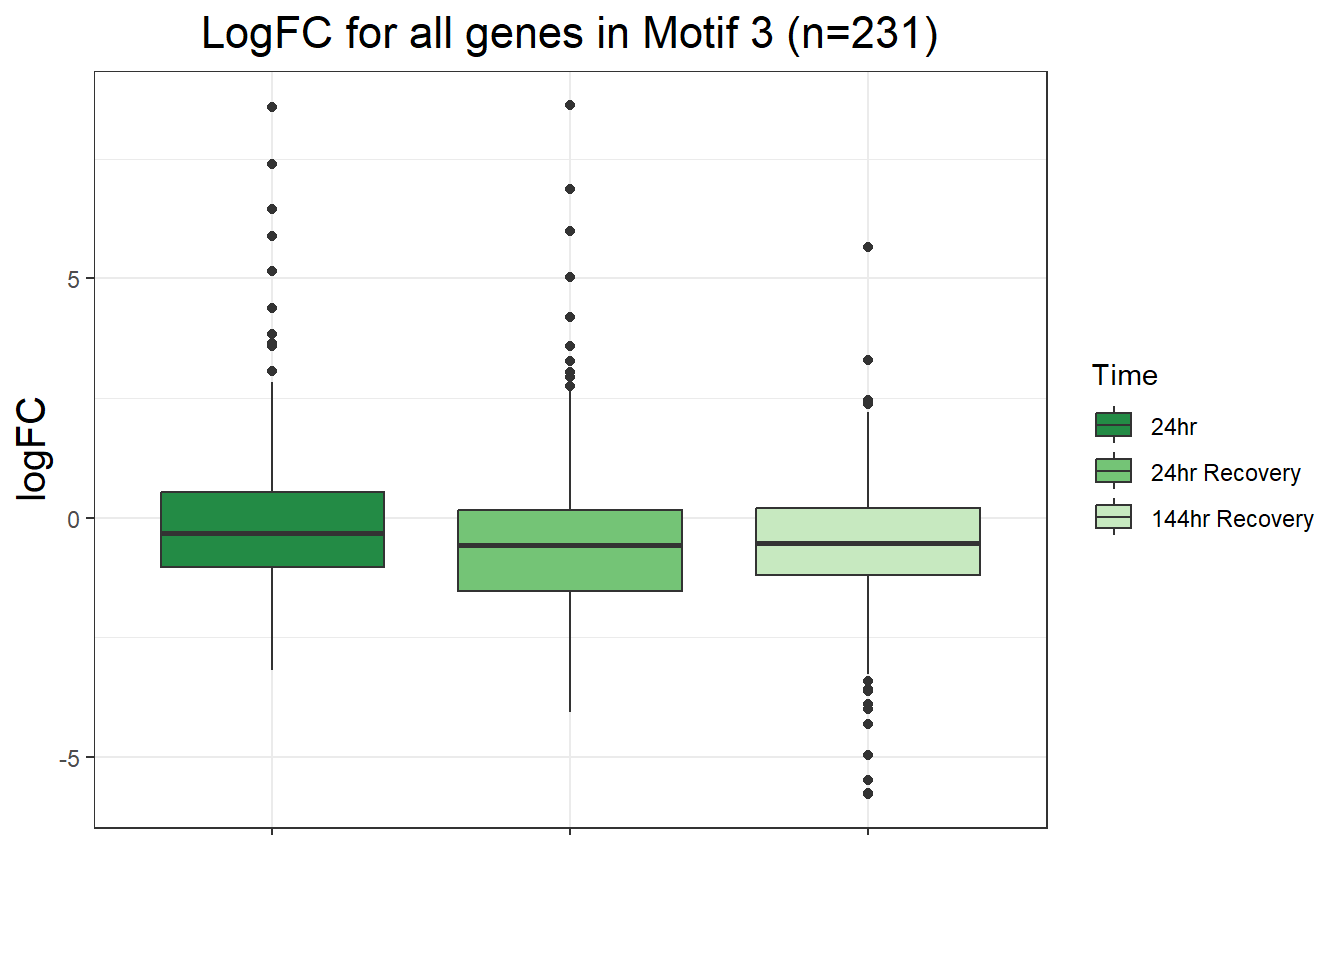 LogFC for all genes in Motif 3 (n=231)
logFC
5
0
-5
Time
24hr
24hr Recovery
144hr Recovery